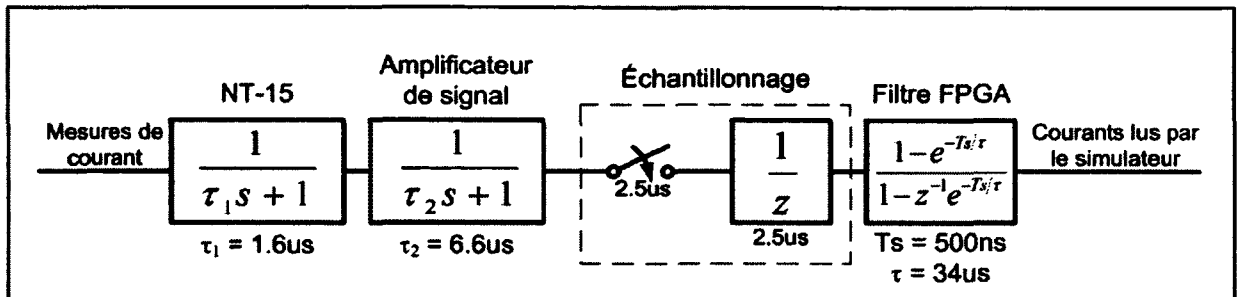 NT-15
Amplificateur
de signal
Échantillonnage
Filtre FPGA
Mesures de
courant
1
τ₁s + 1
1
τ₂s + 1
2.5us
1
z
1-e^{-Ts/τ}
1-z^{-1}e^{-Ts/τ}
Courants lus par
le simulateur
τ₁ = 1.6us
τ₂ = 6.6us
2.5us
Ts = 500ns
τ = 34us